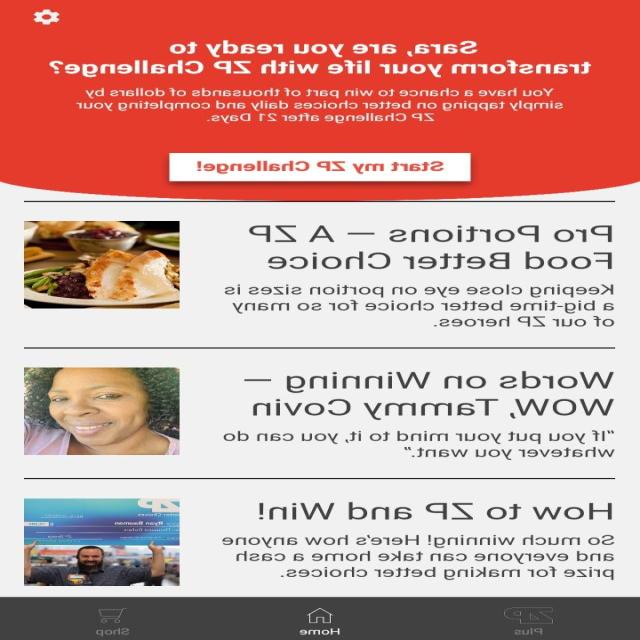 Sara, are you ready to
transform your life with ZP Challenge?
You have a chance to win part of thousands of dollars by
simply tapping on better choices daily and completing your
ZP Challenge after 21 Days.
Start my ZP Challenge!
Pro Portions — A ZP
Food Better Choice
Keeping close eye on portion sizes is
a big-time better choice for so many
of our ZP heroes.
Words on Winning —
WOW, Tammy Covin
“If you put your mind to it, you can do
whatever you want.”
How to ZP and Win!
So much winning! Here's how anyone
and everyone can take home a cash
prize for making better choices.
ZP
Ryan Bauman
ZP
Plus
Home
Shop